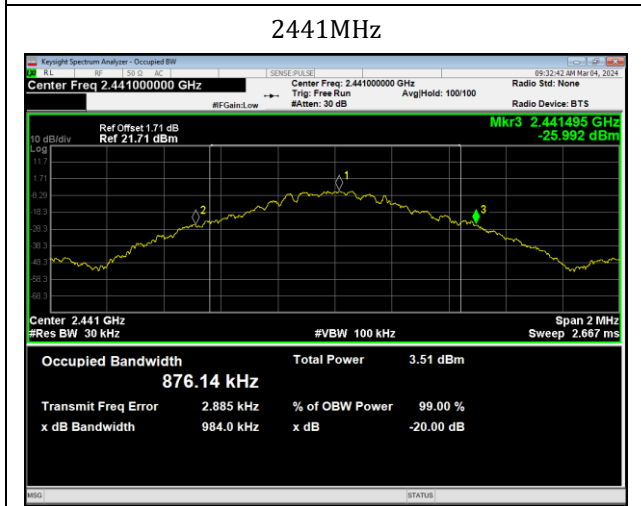 2441MHz
Keysight Spectrum Analyzer - Occupied BW
RL RF 50 Ω AC SENSE:PULSE 09:32:42 AM Mar 04, 2024
Center Freq 2.441000000 GHz Center Freq: 2.441000000 GHz Radio Std: None
Trig: Free Run Avg|Hold: 100/100
#IFGain:Low #Atten: 30 dB Radio Device: BTS
Mkr3 2.441495 GHz
Ref Offset 1.71 dB
10 dB/div Ref 21.71 dBm -25.992 dBm
Log
11.7
1.71
-8.29
-18.3
-28.3
-38.3
-48.3
-58.3
-68.3
1
2
3
Center 2.441 GHz Span 2 MHz
#Res BW 30 kHz #VBW 100 kHz Sweep 2.667 ms
Occupied Bandwidth Total Power 3.51 dBm
876.14 kHz
Transmit Freq Error 2.885 kHz % of OBW Power 99.00 %
x dB Bandwidth 984.0 kHz x dB -20.00 dB
MSG STATUS